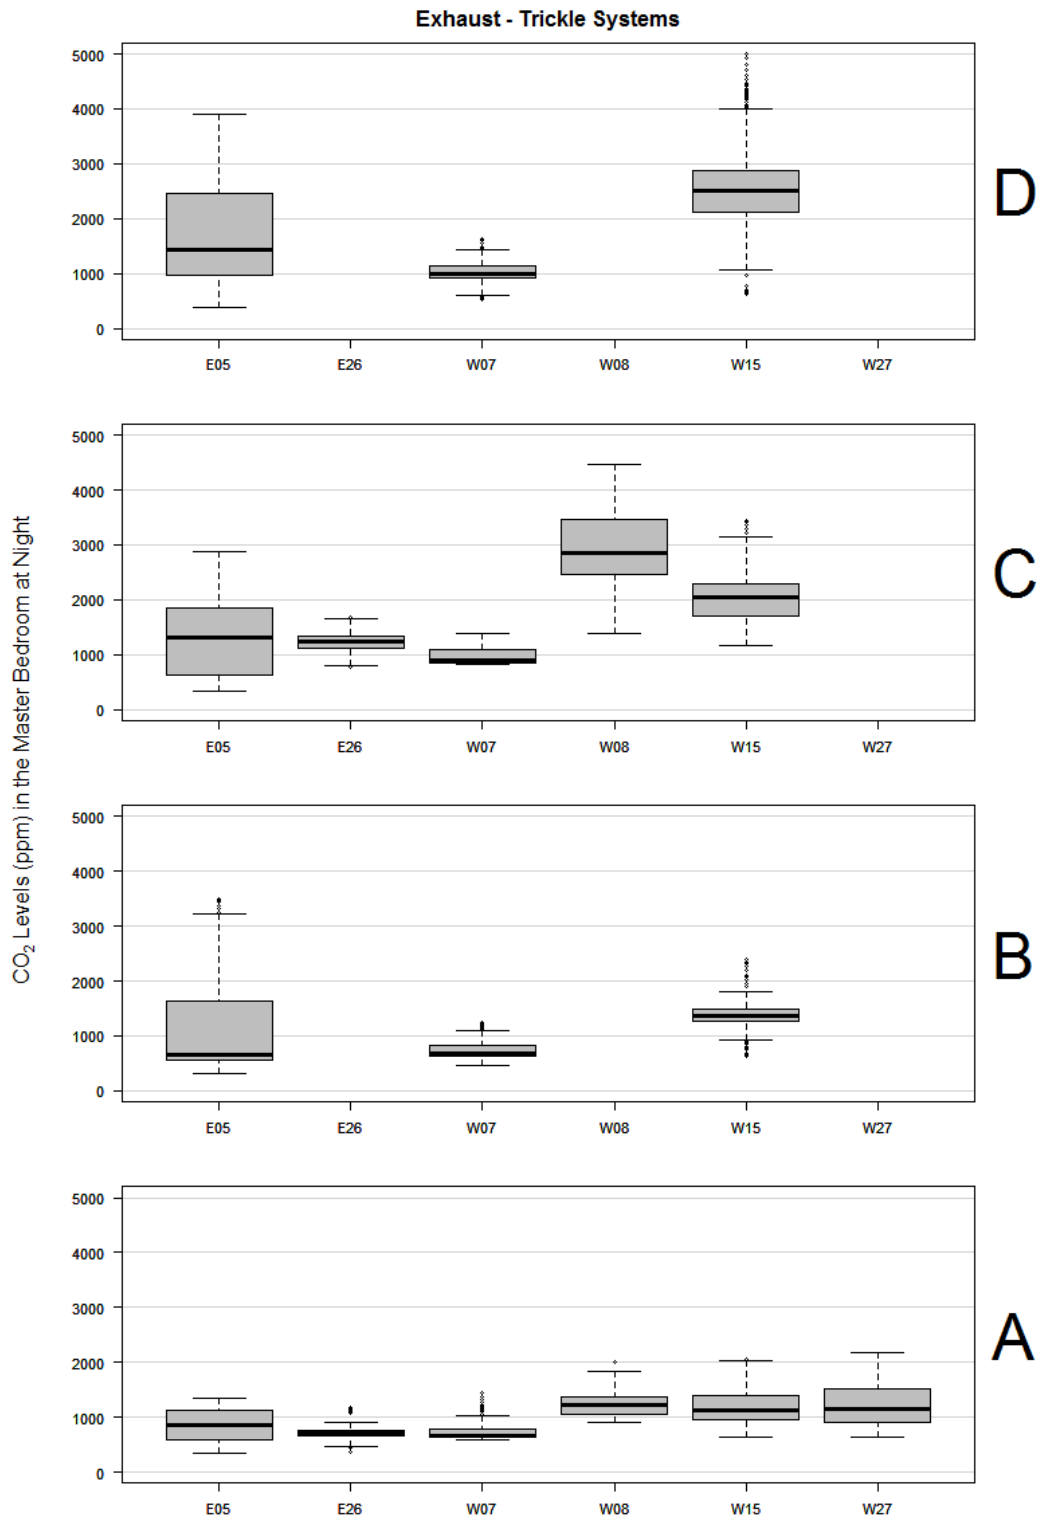 Exhaust - Trickle Systems
CO₂ Levels (ppm) in the Master Bedroom at Night
5000
4000
3000
2000
1000
0
E05 E26 W07 W08 W15 W27
D
5000
4000
3000
2000
1000
0
E05 E26 W07 W08 W15 W27
C
5000
4000
3000
2000
1000
0
E05 E26 W07 W08 W15 W27
B
5000
4000
3000
2000
1000
0
E05 E26 W07 W08 W15 W27
A